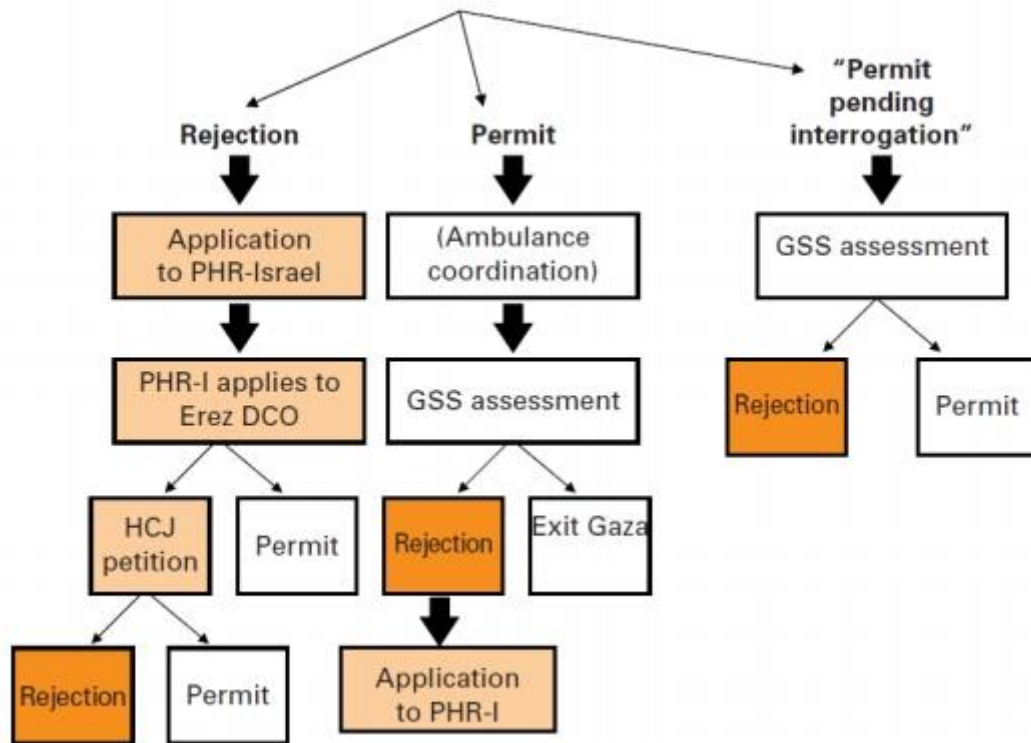 "Permit
pending
interrogation"
Rejection
Permit
Application
to PHR-Israel
(Ambulance
coordination)
GSS assessment
PHR-I applies to
Erez DCO
GSS assessment
Rejection
Permit
HCJ
petition
Permit
Rejection
Exit Gaza
Rejection
Permit
Application
to PHR-I